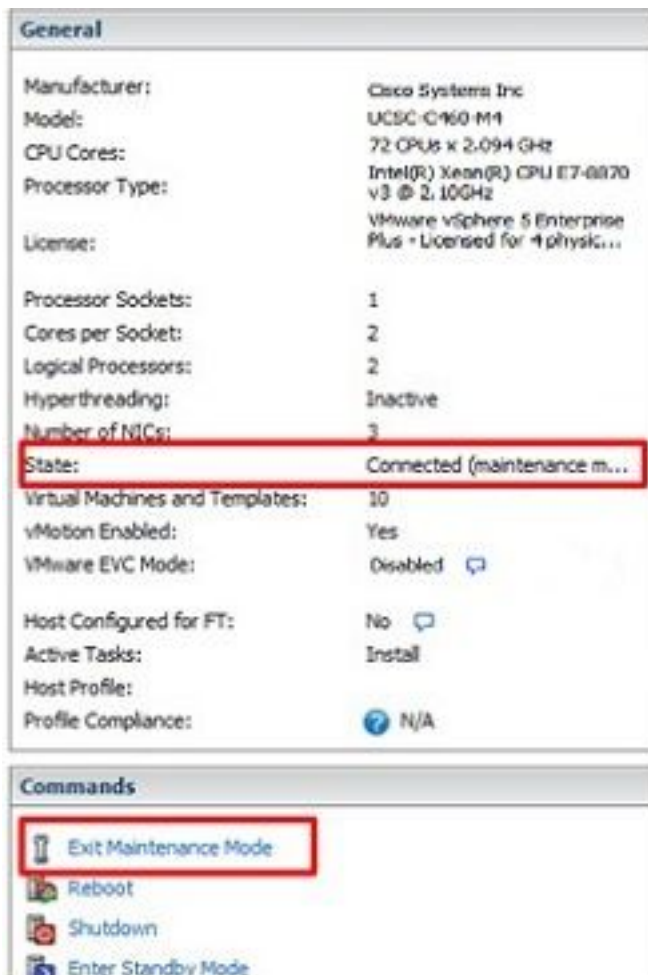 General
Manufacturer: Cisco Systems Inc
Model: UCSC-C460-M4
CPU Cores: 72 CPUs x 2.094 GHz
Processor Type: Intel(R) Xeon(R) CPU E7-8870
v3 @ 2.10GHz
License: VMware vSphere 5 Enterprise
Plus - Licensed for 4 physic...
Processor Sockets: 1
Cores per Socket: 2
Logical Processors: 2
Hyperthreading: Inactive
Number of NICs: 3
State: Connected (maintenance m...
Virtual Machines and Templates: 10
vMotion Enabled: Yes
VMware EVC Mode: Disabled
Host Configured for FT: No
Active Tasks: Install
Host Profile:
Profile Compliance: N/A
Commands
Exit Maintenance Mode
Reboot
Shutdown
Enter Standby Mode